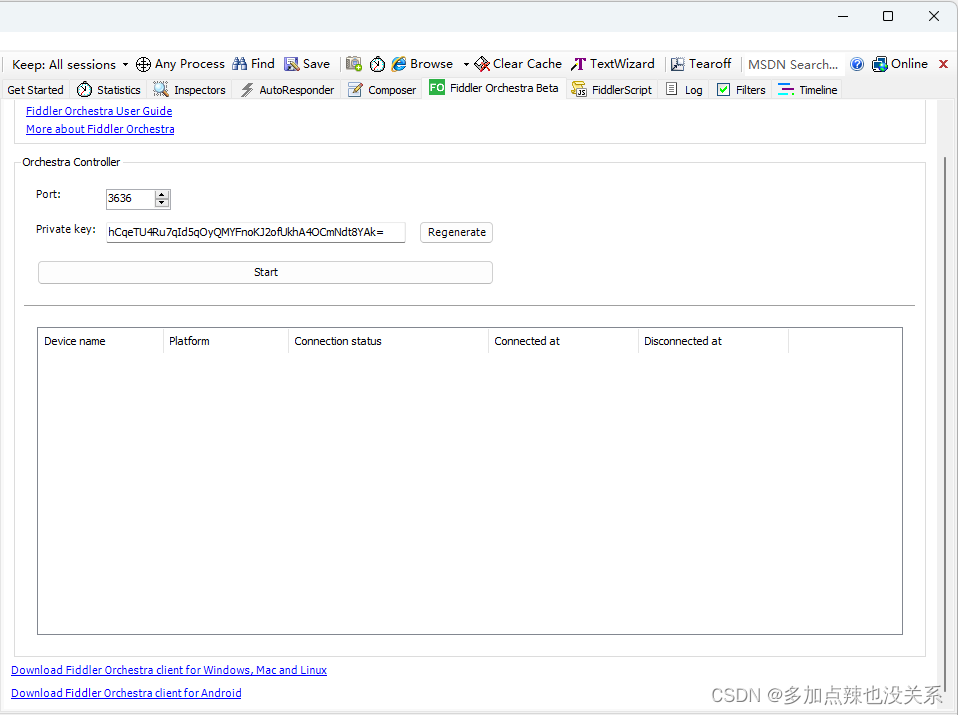 Keep: All sessions Any Process Find Save Browse Clear Cache TextWizard Tearoff MSDN Search... Online
Get Started Statistics Inspectors AutoResponder Composer FO Fiddler Orchestra Beta FiddlerScript Log Filters Timeline
Fiddler Orchestra User Guide
More about Fiddler Orchestra
Orchestra Controller
Port: 3636
Private key: hCqeTU4Ru7qId5qOyQMYFnoKJ2ofUkhA4OCmNdt8YAk= Regenerate
Start
Device name Platform Connection status Connected at Disconnected at
Download Fiddler Orchestra client for Windows, Mac and Linux
Download Fiddler Orchestra client for Android
CSDN @多加点辣也没关系